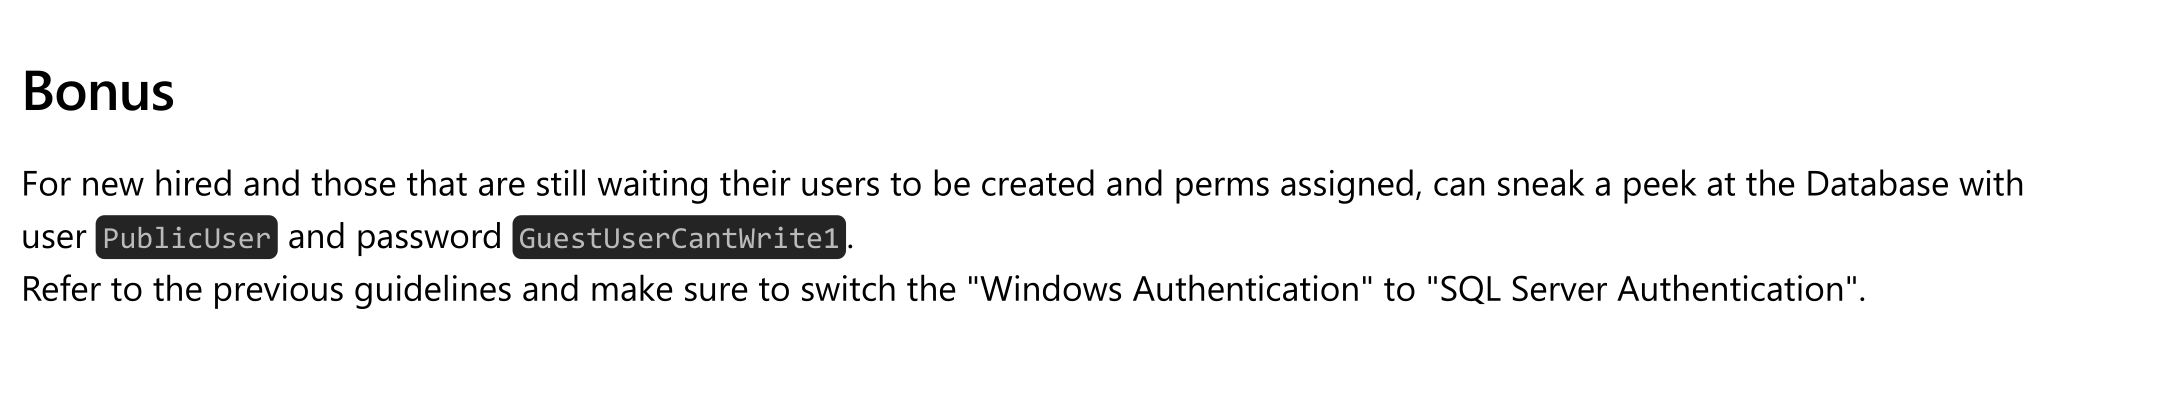 Bonus
For new hired and those that are still waiting their users to be created and perms assigned, can sneak a peek at the Database with
user PublicUser and password GuestUserCantWrite1.
Refer to the previous guidelines and make sure to switch the "Windows Authentication" to "SQL Server Authentication".